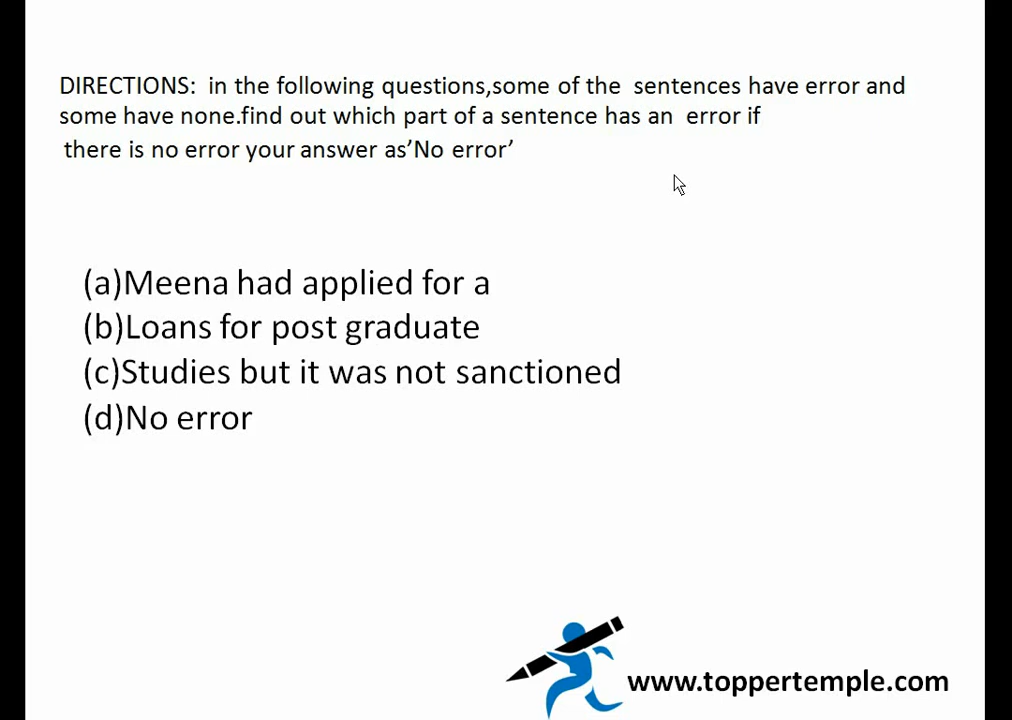 DIRECTIONS:  in the following questions,some of the  sentences have error and
some have none.find out which part of a sentence has an  error if
there is no error your answer as’No error’
(a)Meena had applied for a
(b)Loans for post graduate
(c)Studies but it was not sanctioned
(d)No error
www.toppertemple.com